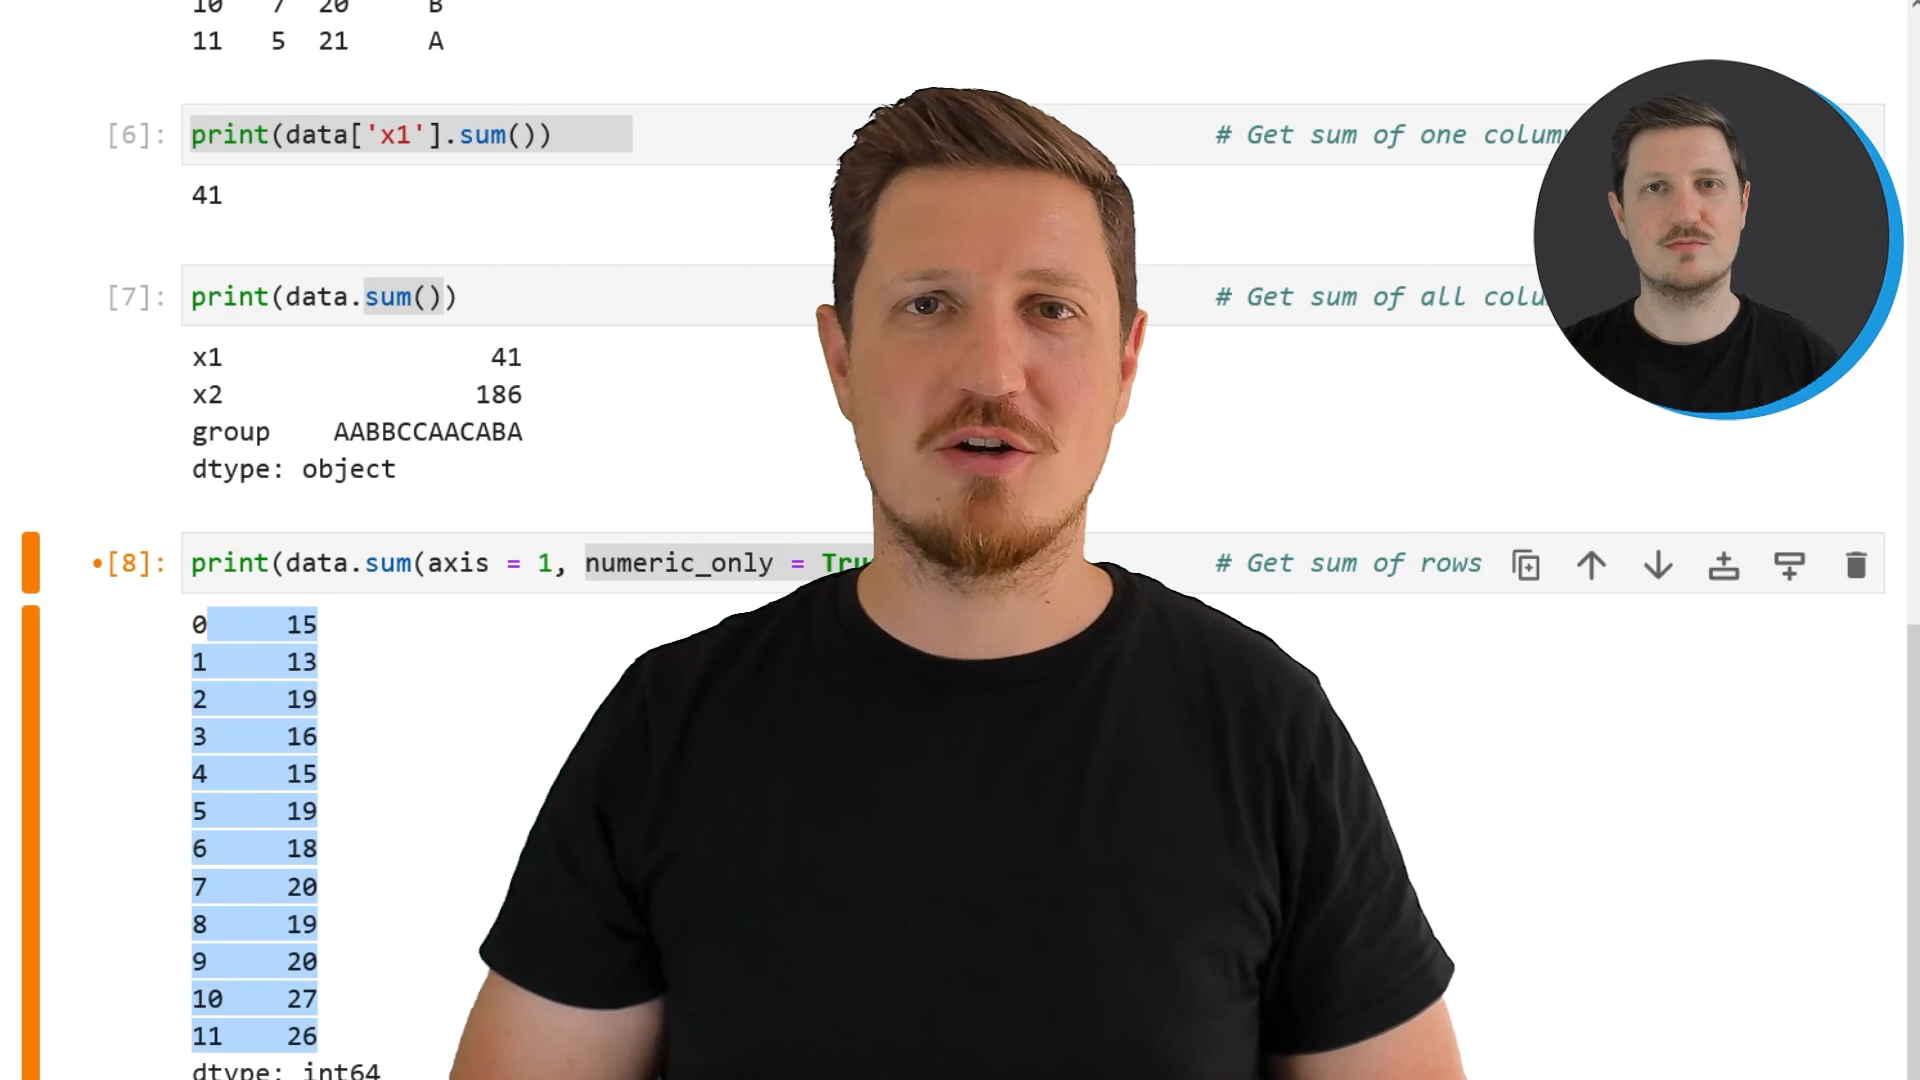 10 7 20 B
11 5 21 A
[6]: print(data['x1'].sum()) # Get sum of one
41
[7]: print(data.sum()) # Get sum of all
x1 41
x2 186
group AABBCCAACABA
dtype: object
•[8]: print(data.sum(axis = 1, numeric_only = # Get sum of rows
0 15
1 13
2 19
3 16
4 15
5 19
6 18
7 20
8 19
9 20
10 27
11 26
dtype: int64